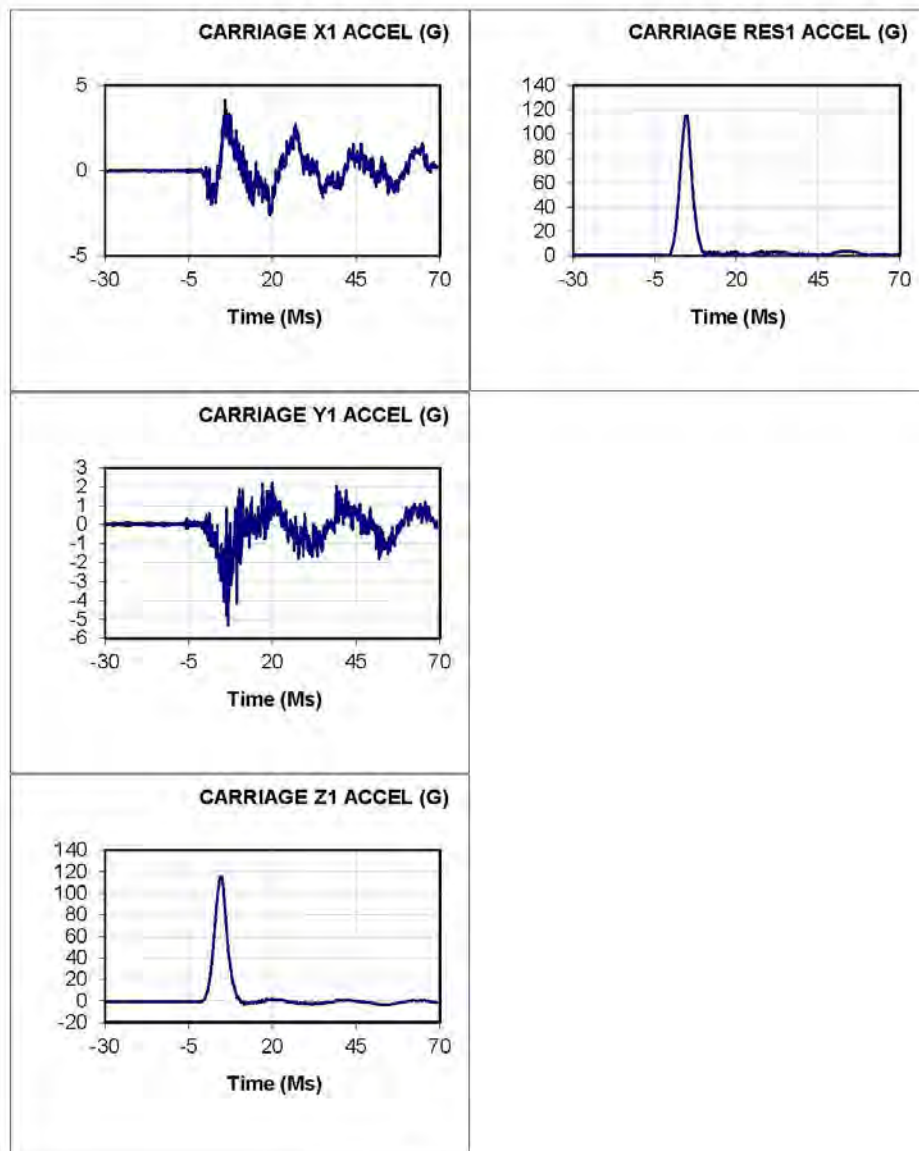 CARRIAGE X1 ACCEL (G)
5
0
-5
-30 -5 20 45 70
Time (Ms)
CARRIAGE RES1 ACCEL (G)
140
120
100
80
60
40
20
0
-30 -5 20 45 70
Time (Ms)
CARRIAGE Y1 ACCEL (G)
3
2
1
0
-1
-2
-3
-4
-5
-6
-30 -5 20 45 70
Time (Ms)
CARRIAGE Z1 ACCEL (G)
140
120
100
80
60
40
20
0
-20
-30 -5 20 45 70
Time (Ms)